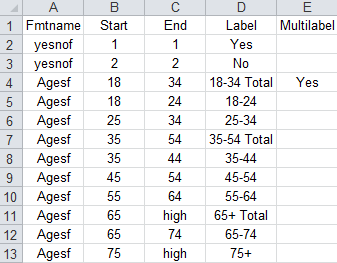 A B C D E
1 Fmtname Start End Label Multilabel
2 yesnof 1 1 Yes
3 yesnof 2 2 No
4 Agesf 18 34 18-34 Total Yes
5 Agesf 18 24 18-24
6 Agesf 25 34 25-34
7 Agesf 35 54 35-54 Total
8 Agesf 35 44 35-44
9 Agesf 45 54 45-54
10 Agesf 55 64 55-64
11 Agesf 65 high 65+ Total
12 Agesf 65 74 65-74
13 Agesf 75 high 75+